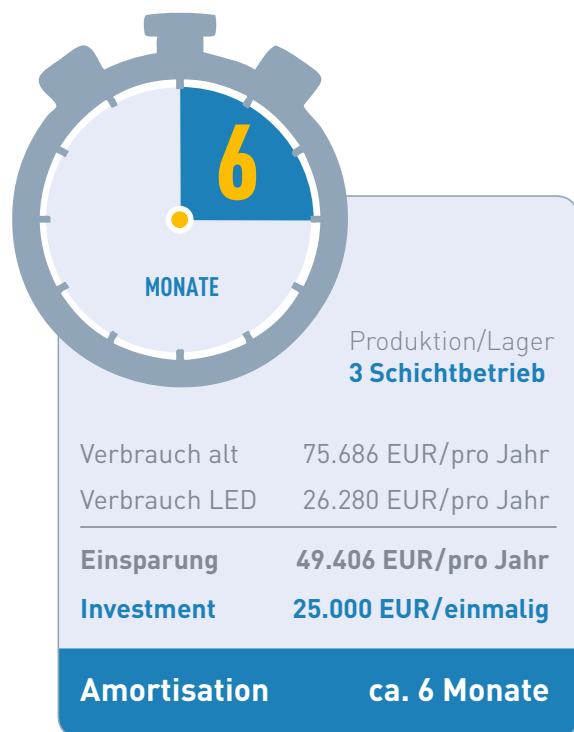 6
MONATE
Produktion/Lager
3 Schichtbetrieb
Verbrauch alt 75.686 EUR/pro Jahr
Verbrauch LED 26.280 EUR/pro Jahr
Einsparung 49.406 EUR/pro Jahr
Investment 25.000 EUR/einmalig
Amortisation ca. 6 Monate